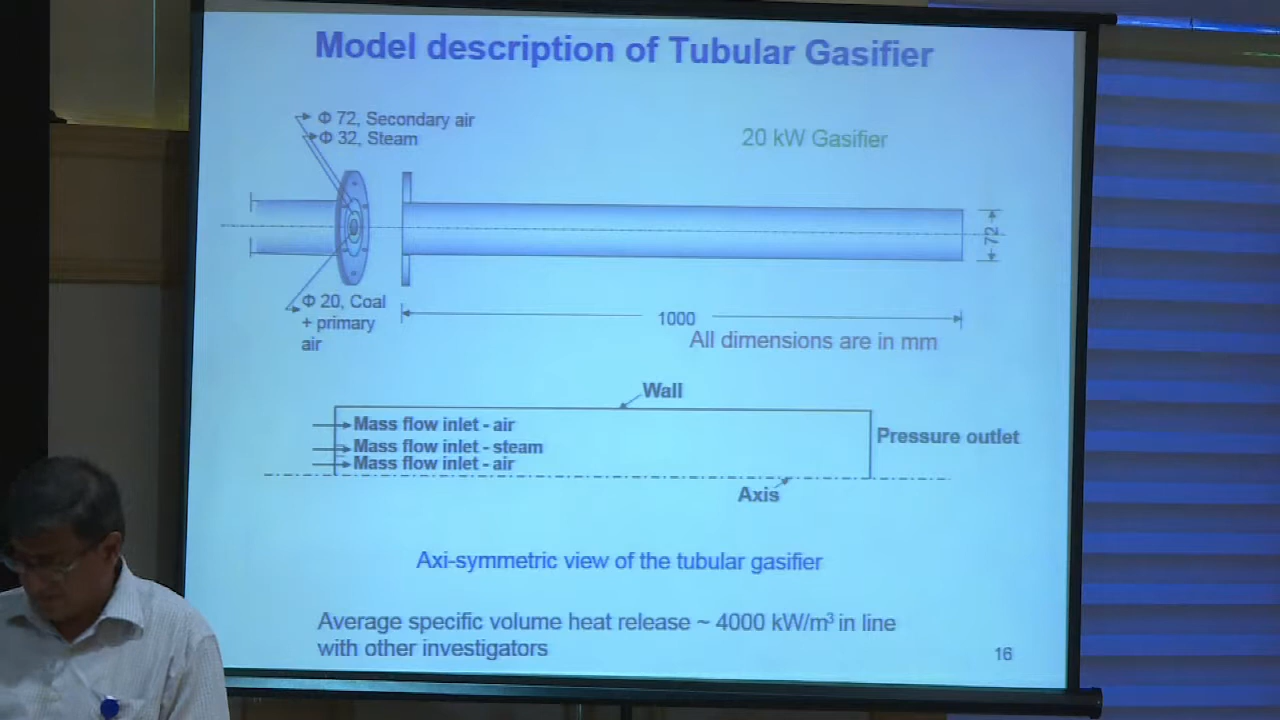 Model description of Tubular Gasifier
Φ 72, Secondary air
Φ 32, Steam
20 kW Gasifier
72
Φ 20, Coal
+ primary
air
1000
All dimensions are in mm
Wall
Mass flow inlet - air
Mass flow inlet - steam
Mass flow inlet - air
Pressure outlet
Axis
Axi-symmetric view of the tubular gasifier
Average specific volume heat release ~ 4000 kW/m³ in line
with other investigators
16